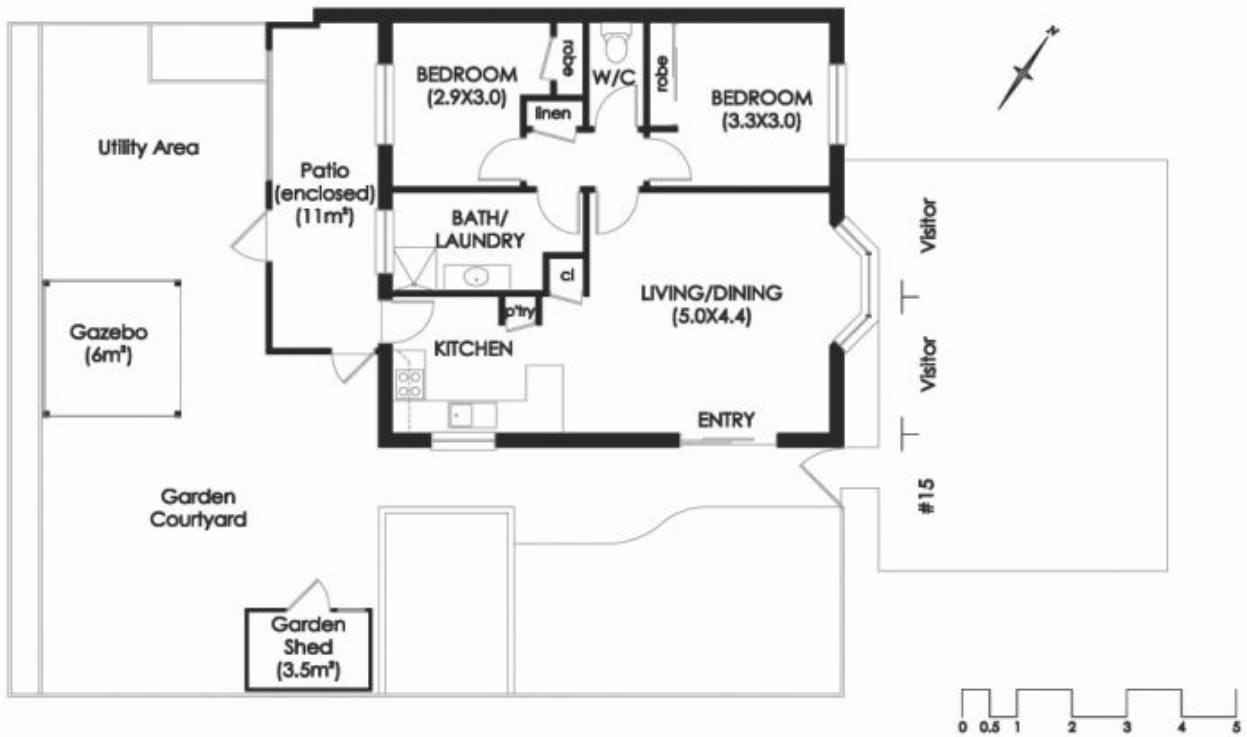 N
BEDROOM
(2.9X3.0)
robe
W/C
robe
BEDROOM
(3.3X3.0)
linen
Utility Area
Patio
(enclosed)
(11m²)
BATH/
LAUNDRY
cl
LIVING/DINING
(5.0X4.4)
Visitor
Gazebo
(6m²)
p'try
KITCHEN
Visitor
ENTRY
Garden
Courtyard
#15
Garden
Shed
(3.5m²)
0 0.5 1 2 3 4 5